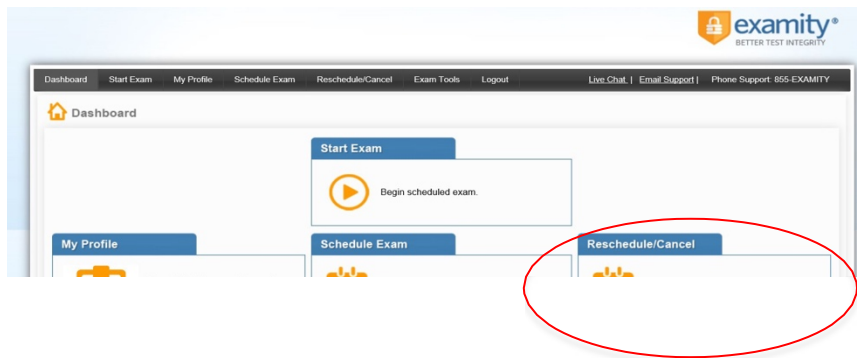 examity®
BETTER TEST INTEGRITY
Dashboard Start Exam My Profile Schedule Exam Reschedule/Cancel Exam Tools Logout Live Chat | Email Support | Phone Support: 855-EXAMITY
Dashboard
Start Exam
Begin scheduled exam.
My Profile Schedule Exam Reschedule/Cancel